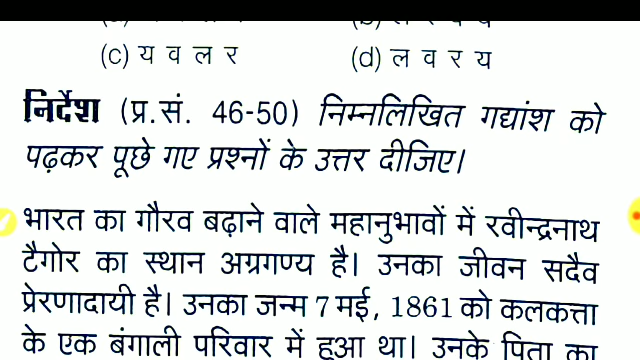 (c) य व ल र (d) ल व र य
निर्देश (प्र.सं. 46-50) निम्नलिखित गद्यांश को
पढ़कर पूछे गए प्रश्नों के उत्तर दीजिए।
भारत का गौरव बढ़ाने वाले महानुभावों में रवीन्द्रनाथ
टैगोर का स्थान अग्रगण्य है। उनका जीवन सदैव
प्रेरणादायी है। उनका जन्म 7 मई, 1861 को कलकत्ता
के एक बंगाली परिवार में हुआ था। उनके पिता का